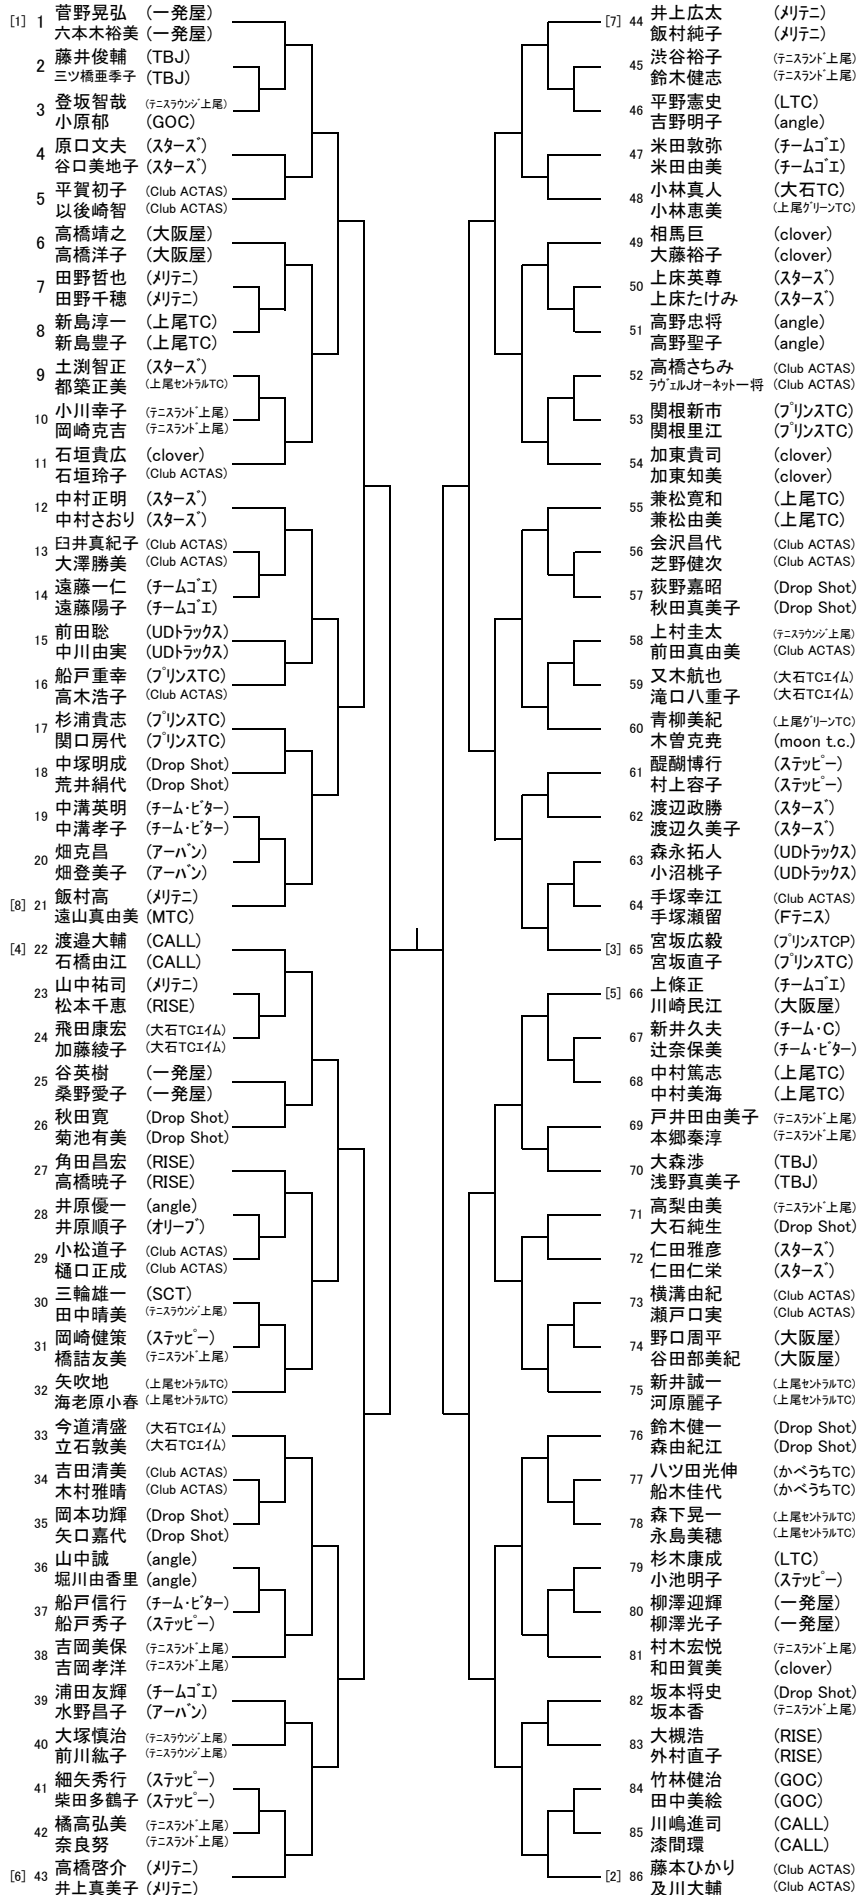 [1] 1 菅野晃弘 (一発屋)
六本木裕美 (一発屋)
2 藤井俊輔 (TBJ)
三ツ橋亜季子 (TBJ)
3 登坂智哉 (テニスラウンジ上尾)
小原郁 (GOC)
4 原口文夫 (スターズ)
谷口美地子 (スターズ)
5 平賀初子 (Club ACTAS)
以後崎智 (Club ACTAS)
6 高橋靖之 (大阪屋)
高橋洋子 (大阪屋)
7 田野哲也 (メリテニ)
田野千穂 (メリテニ)
8 新島淳一 (上尾TC)
新島豊子 (上尾TC)
9 土渕智正 (スターズ)
都築正美 (上尾セントラルTC)
10 小川幸子 (テニスランド上尾)
岡崎克吉 (テニスランド上尾)
11 石垣貴広 (clover)
石垣玲子 (Club ACTAS)
12 中村正明 (スターズ)
中村さおり (スターズ)
13 臼井真紀子 (Club ACTAS)
大澤勝美 (Club ACTAS)
14 遠藤一仁 (チームゴエ)
遠藤陽子 (チームゴエ)
15 前田聡 (UDトラックス)
中川由実 (UDトラックス)
16 船戸重幸 (プリンスTC)
高木浩子 (Club ACTAS)
17 杉浦貴志 (プリンスTC)
関口房代 (プリンスTC)
18 中塚明成 (Drop Shot)
荒井絹代 (Drop Shot)
19 中溝英明 (チーム・ビター)
中溝孝子 (チーム・ビター)
20 畑克昌 (アーバン)
畑登美子 (アーバン)
[8] 21 飯村高 (メリテニ)
遠山真由美 (MTC)
[4] 22 渡邉大輔 (CALL)
石橋由江 (CALL)
23 山中祐司 (メリテニ)
松本千恵 (RISE)
24 飛田康宏 (大石TCエイム)
加藤綾子 (大石TCエイム)
25 谷英樹 (一発屋)
桑野愛子 (一発屋)
26 秋田寛 (Drop Shot)
菊池有美 (Drop Shot)
27 角田昌宏 (RISE)
高橋暁子 (RISE)
28 井原優一 (angle)
井原順子 (オリーブ)
29 小松道子 (Club ACTAS)
樋口正成 (Club ACTAS)
30 三輪雄一 (SCT)
田中晴美 (テニスラウンジ上尾)
31 岡崎健策 (ステッピー)
橋詰友美 (テニスランド上尾)
32 矢吹地 (上尾セントラルTC)
海老原小春 (上尾セントラルTC)
33 今道清盛 (大石TCエイム)
立石敦美 (大石TCエイム)
34 吉田清美 (Club ACTAS)
木村雅晴 (Club ACTAS)
35 岡本功輝 (Drop Shot)
矢口嘉代 (Drop Shot)
36 山中誠 (angle)
堀川由香里 (angle)
37 船戸信行 (チーム・ビター)
船戸秀子 (ステッピー)
38 吉岡美保 (テニスランド上尾)
吉岡孝洋 (テニスランド上尾)
39 浦田友輝 (チームゴエ)
水野昌子 (アーバン)
40 大塚慎治 (テニスラウンジ上尾)
前川紘子 (テニスラウンジ上尾)
41 細矢秀行 (ステッピー)
柴田多鶴子 (ステッピー)
42 橘高弘美 (テニスランド上尾)
奈良努 (テニスランド上尾)
[6] 43 高橋啓介 (メリテニ)
井上真美子 (メリテニ)
[7] 44 井上広太 (メリテニ)
飯村純子 (メリテニ)
45 渋谷裕子 (テニスランド上尾)
鈴木健志 (テニスランド上尾)
46 平野憲史 (LTC)
吉野明子 (angle)
47 米田敦弥 (チームゴエ)
米田由美 (チームゴエ)
48 小林真人 (大石TC)
小林恵美 (上尾グリーンTC)
49 相馬巨 (clover)
大藤裕子 (clover)
50 上床英尊 (スターズ)
上床たけみ (スターズ)
51 高野忠将 (angle)
高野聖子 (angle)
52 高橋さちみ (Club ACTAS)
ラヴェルJオーネットー将 (Club ACTAS)
53 関根新市 (プリンスTC)
関根里江 (プリンスTC)
54 加東貴司 (clover)
加東知美 (clover)
55 兼松寛和 (上尾TC)
兼松由美 (上尾TC)
56 会沢昌代 (Club ACTAS)
芝野健次 (Club ACTAS)
57 荻野嘉昭 (Drop Shot)
秋田真美子 (Drop Shot)
58 上村圭太 (テニスラウンジ上尾)
前田真由美 (Club ACTAS)
59 又木航也 (大石TCエイム)
滝口八重子 (大石TCエイム)
60 青柳美紀 (上尾グリーンTC)
木曽克尭 (moon t.c.)
61 醍醐博行 (ステッピー)
村上容子 (ステッピー)
62 渡辺政勝 (スターズ)
渡辺久美子 (スターズ)
63 森永拓人 (UDトラックス)
小沼桃子 (UDトラックス)
64 手塚幸江 (Club ACTAS)
手塚瀬留 (Fテニス)
[3] 65 宮坂広毅 (プリンスTCP)
宮坂直子 (プリンスTC)
[5] 66 上條正 (チームゴエ)
川崎民江 (大阪屋)
67 新井久夫 (チーム・C)
辻奈保美 (チーム・ビター)
68 中村篤志 (上尾TC)
中村美海 (上尾TC)
69 戸井田由美子 (テニスランド上尾)
本郷秦淳 (テニスランド上尾)
70 大森渉 (TBJ)
浅野真美子 (TBJ)
71 高梨由美 (テニスランド上尾)
大石純生 (Drop Shot)
72 仁田雅彦 (スターズ)
仁田仁栄 (スターズ)
73 横溝由紀 (Club ACTAS)
瀬戸口実 (Club ACTAS)
74 野口周平 (大阪屋)
谷田部美紀 (大阪屋)
75 新井誠一 (上尾セントラルTC)
河原麗子 (上尾セントラルTC)
76 鈴木健一 (Drop Shot)
森由紀江 (Drop Shot)
77 八ツ田光伸 (かべうちTC)
船木佳代 (かべうちTC)
78 森下晃一 (上尾セントラルTC)
永島美穂 (上尾セントラルTC)
79 杉木康成 (LTC)
小池明子 (ステッピー)
80 柳澤迎輝 (一発屋)
柳澤光子 (一発屋)
81 村木宏悦 (テニスランド上尾)
和田賀美 (clover)
82 坂本将史 (Drop Shot)
坂本香 (テニスランド上尾)
83 大槻浩 (RISE)
外村直子 (RISE)
84 竹林健治 (GOC)
田中美絵 (GOC)
85 川嶋進司 (CALL)
漆間環 (CALL)
[2] 86 藤本ひかり (Club ACTAS)
及川大輔 (Club ACTAS)